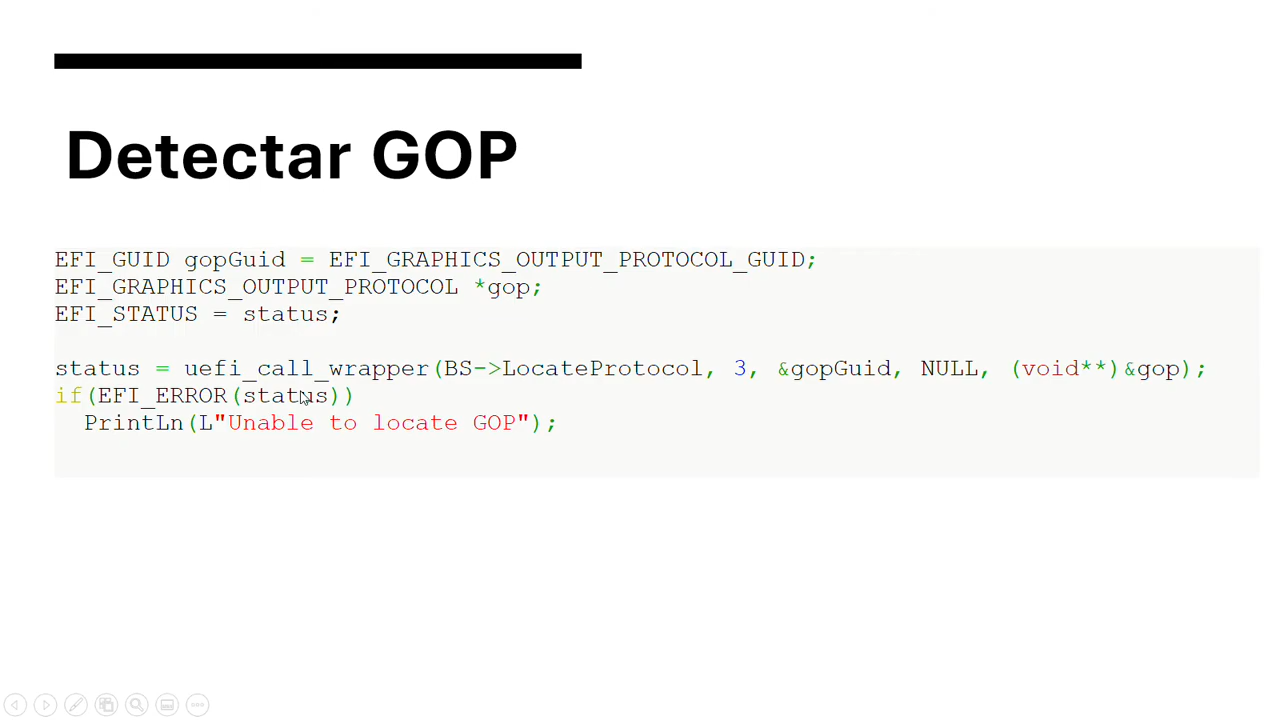 Detectar GOP
EFI_GUID gopGuid = EFI_GRAPHICS_OUTPUT_PROTOCOL_GUID;
EFI_GRAPHICS_OUTPUT_PROTOCOL *gop;
EFI_STATUS = status;
status = uefi_call_wrapper(BS->LocateProtocol, 3, &gopGuid, NULL, (void**)&gop);
if(EFI_ERROR(status))
PrintLn(L"Unable to locate GOP");